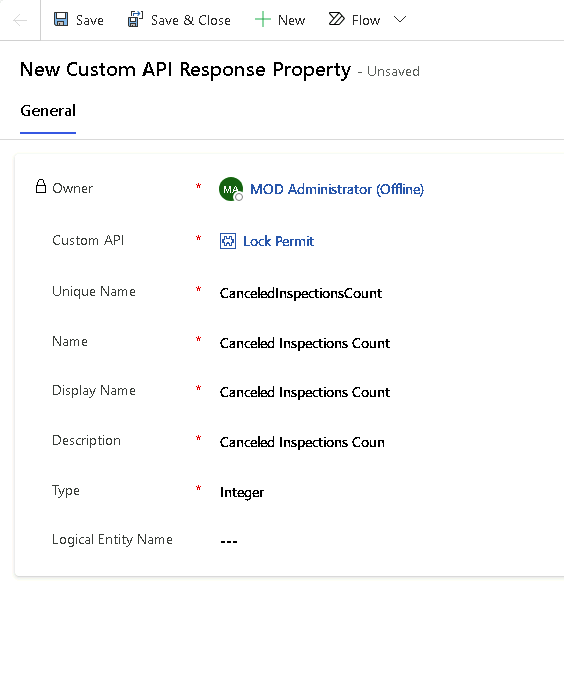 Save Save & Close New Flow
New Custom API Response Property - Unsaved
General
Owner * MA MOD Administrator (Offline)
Custom API * Lock Permit
Unique Name * CanceledInspectionsCount
Name * Canceled Inspections Count
Display Name * Canceled Inspections Count
Description * Canceled Inspections Coun
Type * Integer
Logical Entity Name ---